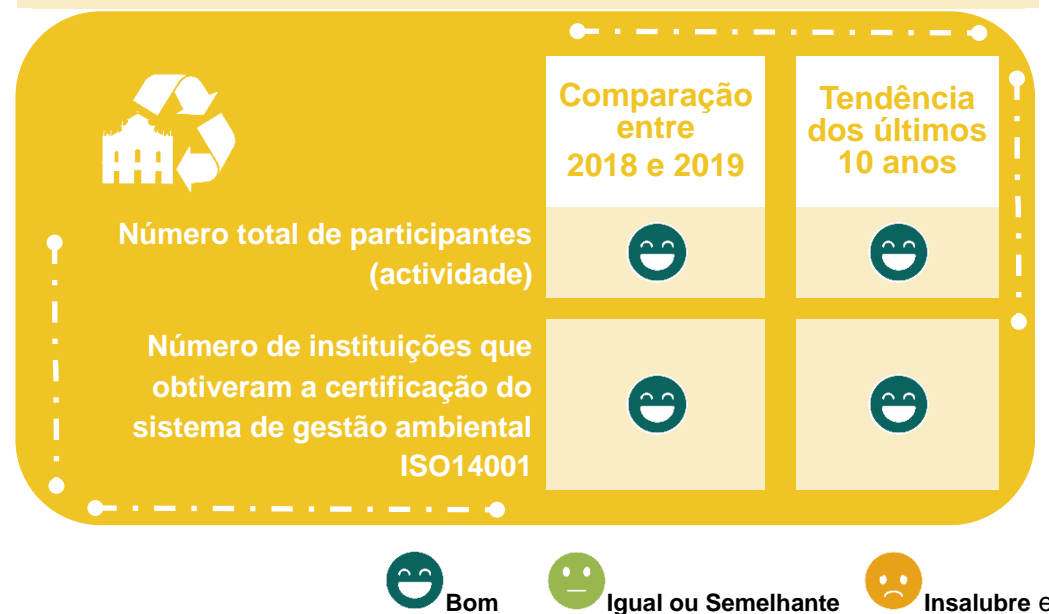 Comparação
entre
2018 e 2019
Tendência
dos últimos
10 anos
Número total de participantes
(actividade)
Número de instituições que
obtiveram a certificação do
sistema de gestão ambiental
ISO14001
Bom
Igual ou Semelhante
Insalubre e